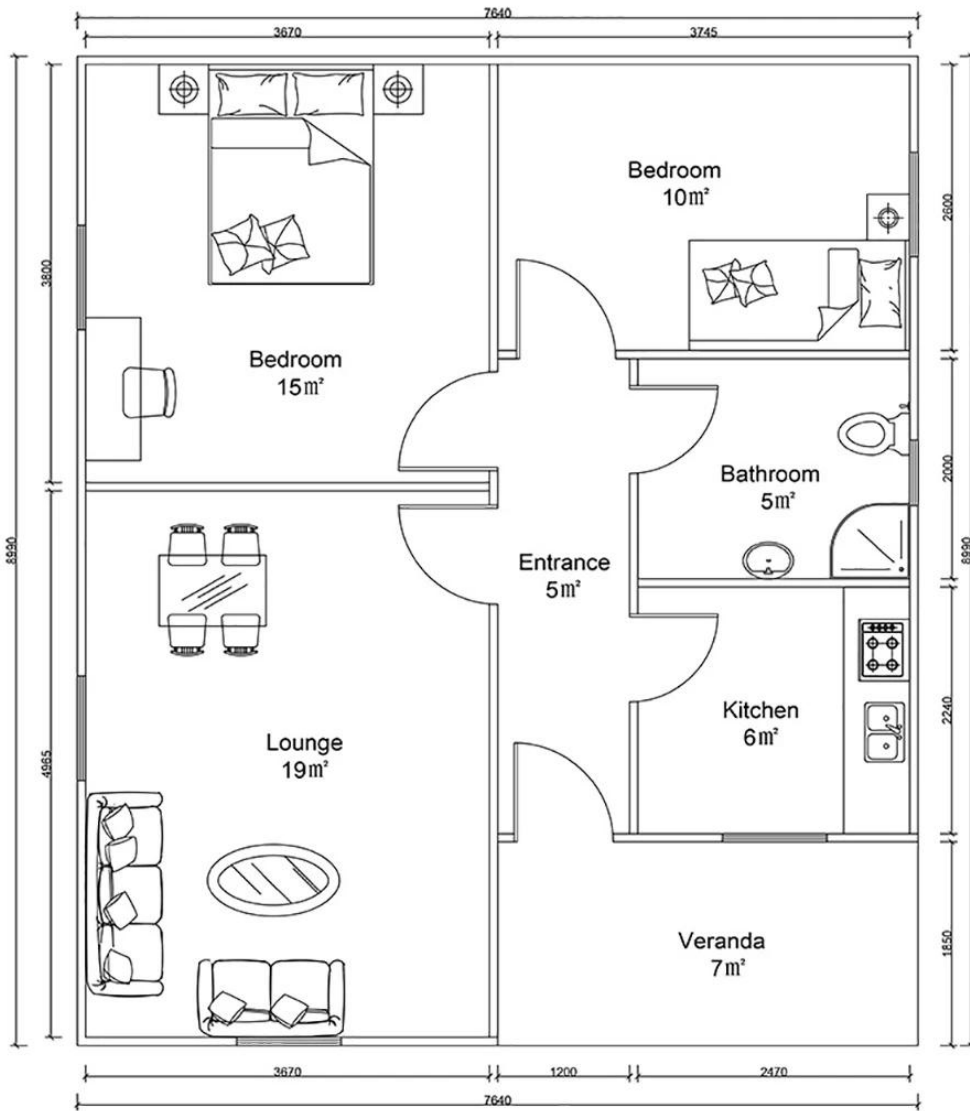 7640
3670
3745
Bedroom
10m²
2600
3800
Bedroom
15m²
Bathroom
5m²
2000
8990
8990
Entrance
5m²
Kitchen
6m²
2240
Lounge
19m²
4965
Veranda
7m²
1850
3670
1200
2470
7640